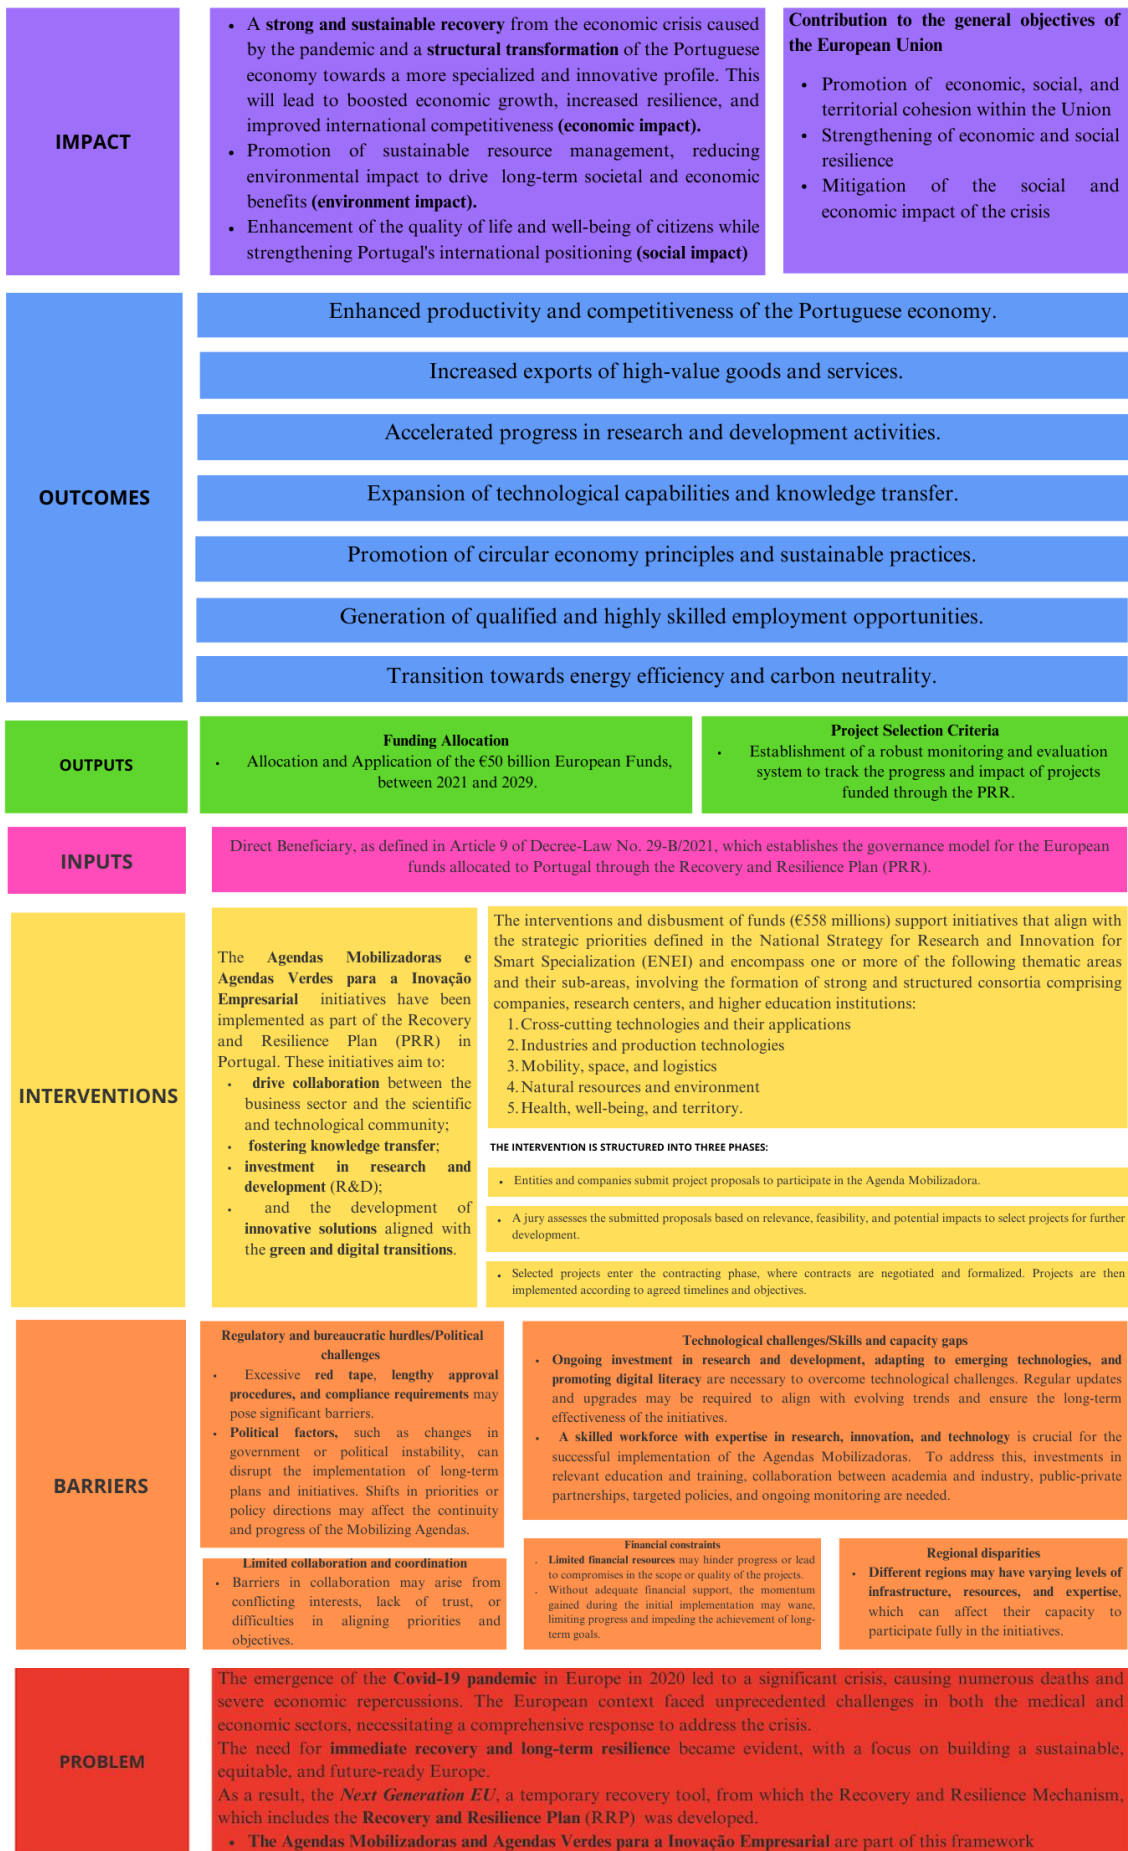 IMPACT
• A strong and sustainable recovery from the economic crisis caused
by the pandemic and a structural transformation of the Portuguese
economy towards a more specialized and innovative profile. This
will lead to boosted economic growth, increased resilience, and
improved international competitiveness (economic impact).
• Promotion of sustainable resource management, reducing
environmental impact to drive long-term societal and economic
benefits (environment impact).
• Enhancement of the quality of life and well-being of citizens while
strengthening Portugal's international positioning (social impact)
Contribution to the general objectives of
the European Union
• Promotion of economic, social, and
territorial cohesion within the Union
• Strengthening of economic and social
resilience
• Mitigation of the social and
economic impact of the crisis
OUTCOMES
Enhanced productivity and competitiveness of the Portuguese economy.
Increased exports of high-value goods and services.
Accelerated progress in research and development activities.
Expansion of technological capabilities and knowledge transfer.
Promotion of circular economy principles and sustainable practices.
Generation of qualified and highly skilled employment opportunities.
Transition towards energy efficiency and carbon neutrality.
OUTPUTS
Funding Allocation
• Allocation and Application of the €50 billion European Funds,
between 2021 and 2029.
Project Selection Criteria
• Establishment of a robust monitoring and evaluation
system to track the progress and impact of projects
funded through the PRR.
INPUTS
Direct Beneficiary, as defined in Article 9 of Decree-Law No. 29-B/2021, which establishes the governance model for the European
funds allocated to Portugal through the Recovery and Resilience Plan (PRR).
INTERVENTIONS
The Agendas Mobilizadoras e
Agendas Verdes para a Inovação
Empresarial initiatives have been
implemented as part of the Recovery
and Resilience Plan (PRR) in
Portugal. These initiatives aim to:
• drive collaboration between the
business sector and the scientific
and technological community;
• fostering knowledge transfer;
• investment in research and
development (R&D);
• and the development of
innovative solutions aligned with
the green and digital transitions.
The interventions and disbusment of funds (€558 millions) support initiatives that align with
the strategic priorities defined in the National Strategy for Research and Innovation for
Smart Specialization (ENEI) and encompass one or more of the following thematic areas
and their sub-areas, involving the formation of strong and structured consortia comprising
companies, research centers, and higher education institutions:
1. Cross-cutting technologies and their applications
2. Industries and production technologies
3. Mobility, space, and logistics
4. Natural resources and environment
5. Health, well-being, and territory.
THE INTERVENTION IS STRUCTURED INTO THREE PHASES:
• Entities and companies submit project proposals to participate in the Agenda Mobilizadora.
• A jury assesses the submitted proposals based on relevance, feasibility, and potential impacts to select projects for further
development.
• Selected projects enter the contracting phase, where contracts are negotiated and formalized. Projects are then
implemented according to agreed timelines and objectives.
BARRIERS
Regulatory and bureaucratic hurdles/Political
challenges
• Excessive red tape, lengthy approval
procedures, and compliance requirements may
pose significant barriers.
• Political factors, such as changes in
government or political instability, can
disrupt the implementation of long-term
plans and initiatives. Shifts in priorities or
policy directions may affect the continuity
and progress of the Mobilizing Agendas.
Technological challenges/Skills and capacity gaps
• Ongoing investment in research and development, adapting to emerging technologies, and
promoting digital literacy are necessary to overcome technological challenges. Regular updates
and upgrades may be required to align with evolving trends and ensure the long-term
effectiveness of the initiatives.
• A skilled workforce with expertise in research, innovation, and technology is crucial for the
successful implementation of the Agendas Mobilizadoras. To address this, investments in
relevant education and training, collaboration between academia and industry, public-private
partnerships, targeted policies, and ongoing monitoring are needed.
Limited collaboration and coordination
• Barriers in collaboration may arise from
conflicting interests, lack of trust, or
difficulties in aligning priorities and
objectives.
Financial constraints
. Limited financial resources may hinder progress or lead
to compromises in the scope or quality of the projects.
. Without adequate financial support, the momentum
gained during the initial implementation may wane,
limiting progress and impeding the achievement of long-
term goals.
Regional disparities
• Different regions may have varying levels of
infrastructure, resources, and expertise,
which can affect their capacity to
participate fully in the initiatives.
PROBLEM
The emergence of the Covid-19 pandemic in Europe in 2020 led to a significant crisis, causing numerous deaths and
severe economic repercussions. The European context faced unprecedented challenges in both the medical and
economic sectors, necessitating a comprehensive response to address the crisis.
The need for immediate recovery and long-term resilience became evident, with a focus on building a sustainable,
equitable, and future-ready Europe.
As a result, the Next Generation EU, a temporary recovery tool, from which the Recovery and Resilience Mechanism,
which includes the Recovery and Resilience Plan (RRP) was developed.
• The Agendas Mobilizadoras and Agendas Verdes para a Inovação Empresarial are part of this framework